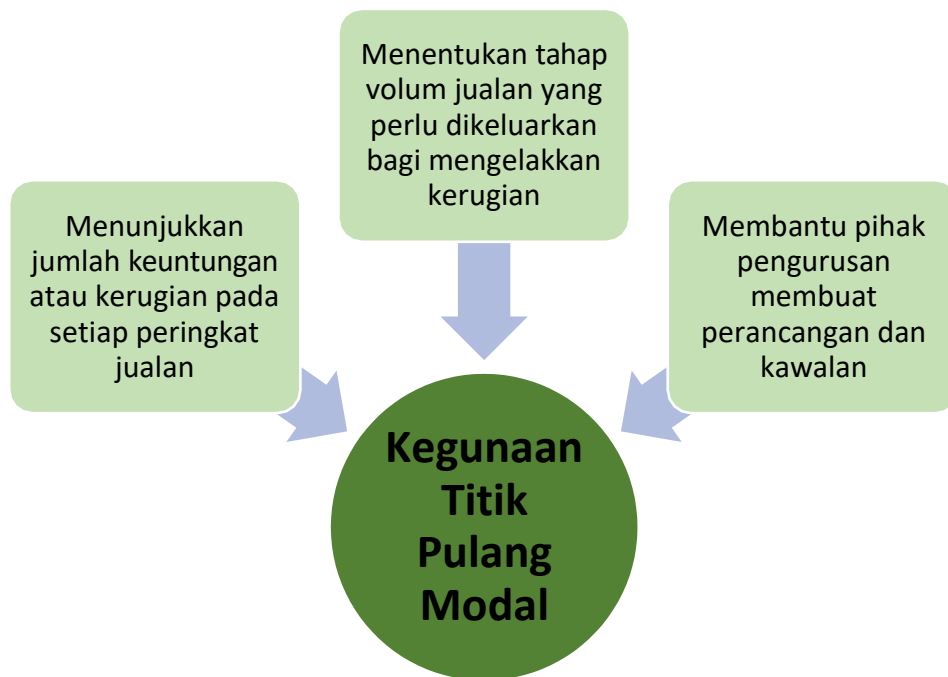 Menentukan tahap
volum jualan yang
perlu dikeluarkan
bagi mengelakkan
kerugian
Menunjukkan
jumlah keuntungan
atau kerugian pada
setiap peringkat
jualan
Membantu pihak
pengurusan
membuat
perancangan dan
kawalan
Kegunaan
Titik
Pulang
Modal